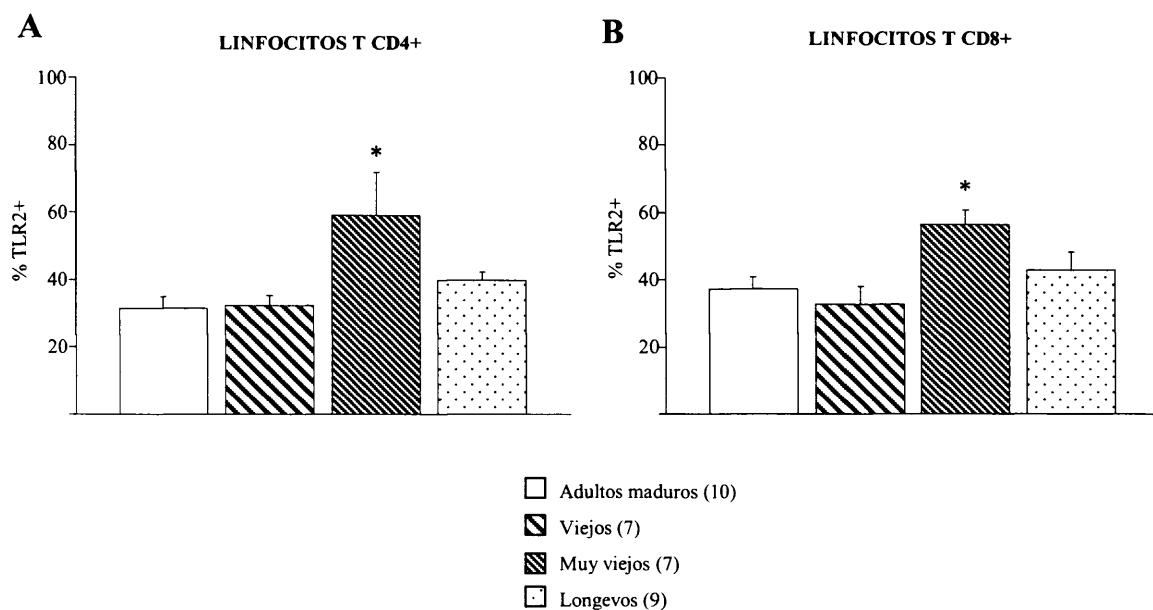 A
LINFOCITOS T CD4+
100
80
60
40
20
% TLR2+
*
B
LINFOCITOS T CD8+
100
80
60
40
20
% TLR2+
*
Adultos maduros (10)
Viejos (7)
Muy viejos (7)
Longevos (9)